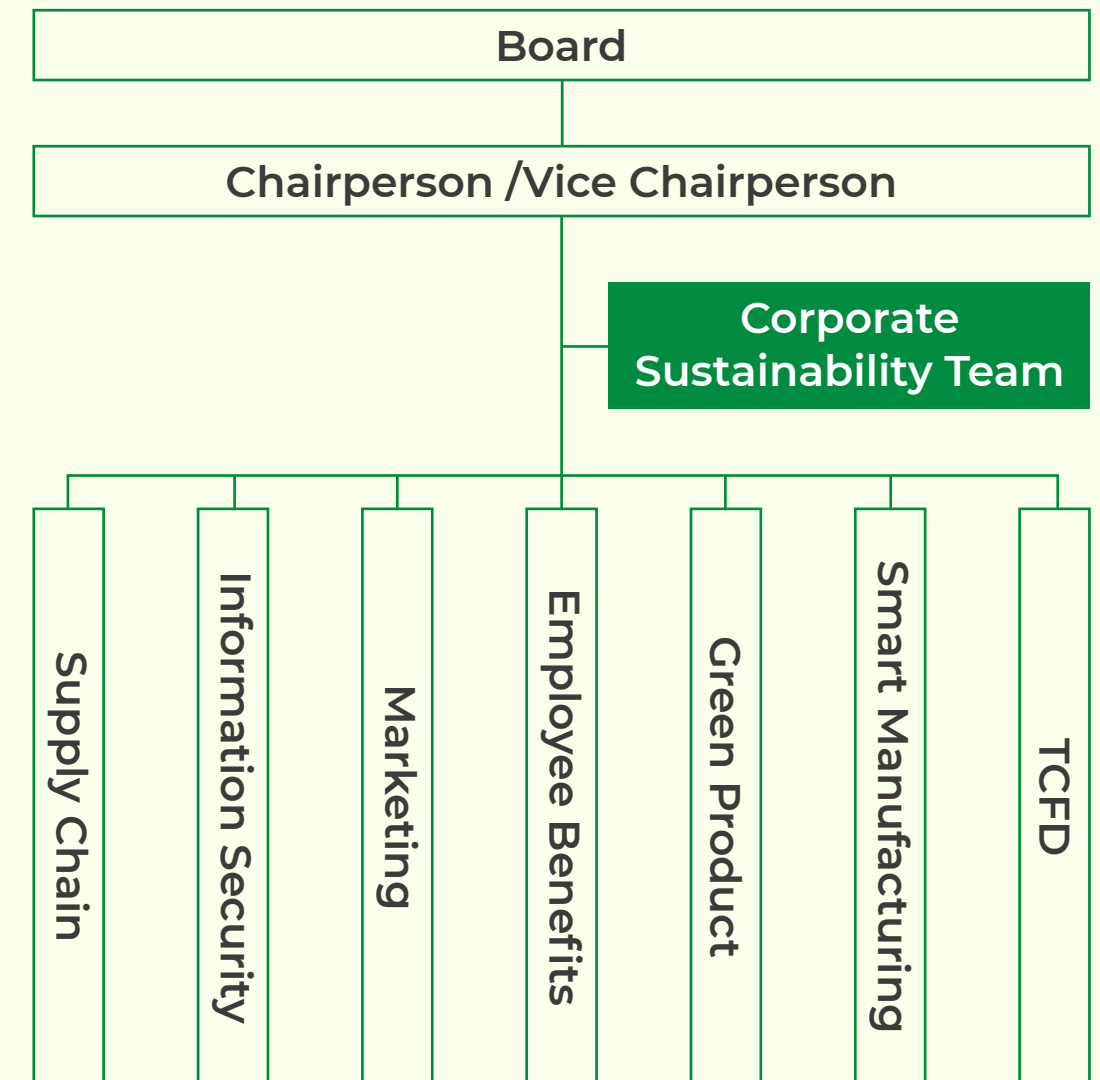 Board
Chairperson /Vice Chairperson
Corporate
Sustainability Team
Supply Chain
Information Security
Marketing
Employee Benefits
Green Product
Smart Manufacturing
TCFD